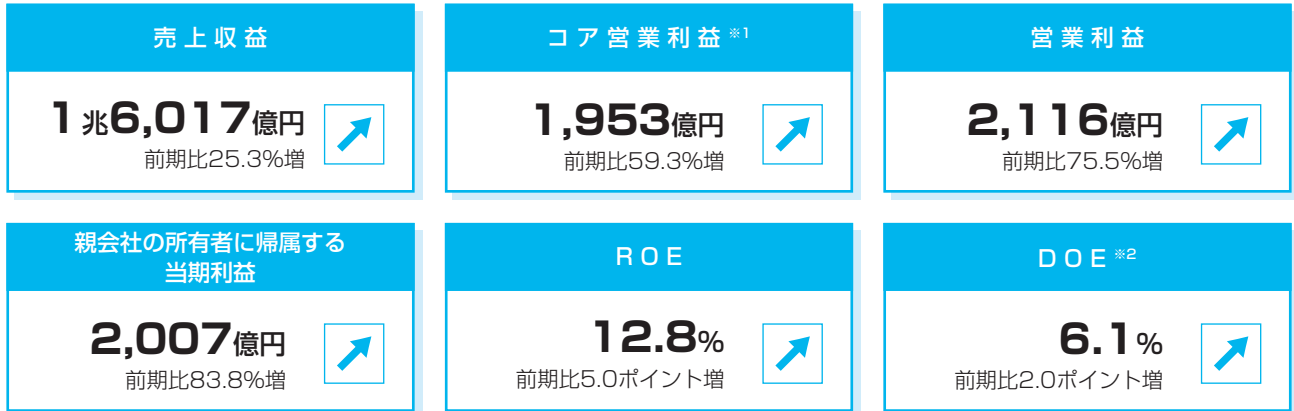 売上収益
1兆6,017億円
前期比25.3%増
コア営業利益※1
1,953億円
前期比59.3%増
営業利益
2,116億円
前期比75.5%増
親会社の所有者に帰属する
当期利益
2,007億円
前期比83.8%増
ROE
12.8%
前期比5.0ポイント増
DOE※2
6.1%
前期比2.0ポイント増